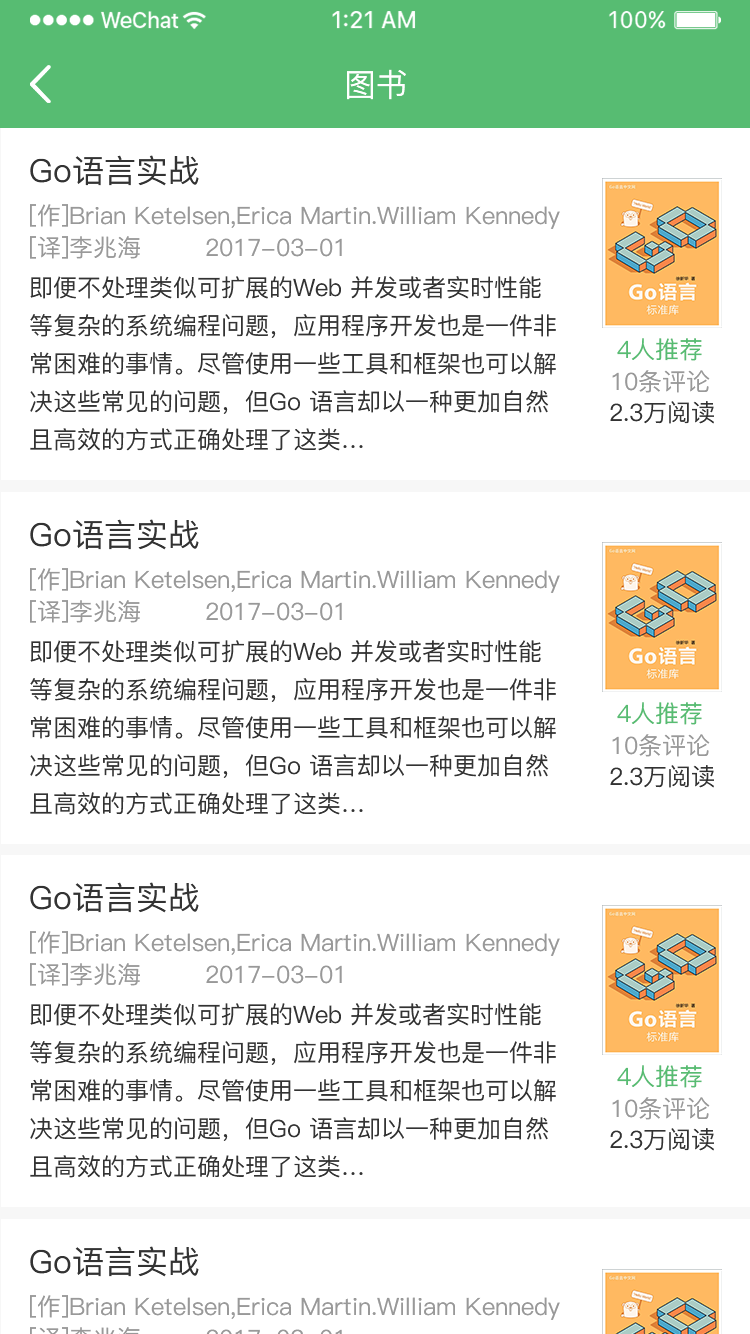 WeChat 1:21 AM 100%
图书
Go语言实战
[作]Brian Ketelsen,Erica Martin.William Kennedy
[译]李兆海 2017-03-01
即便不处理类似可扩展的Web 并发或者实时性能
等复杂的系统编程问题，应用程序开发也是一件非
常困难的事情。尽管使用一些工具和框架也可以解
决这些常见的问题，但Go 语言却以一种更加自然
且高效的方式正确处理了这类...
Go语言
标准库
4人推荐
10条评论
2.3万阅读
Go语言实战
[作]Brian Ketelsen,Erica Martin.William Kennedy
[译]李兆海 2017-03-01
即便不处理类似可扩展的Web 并发或者实时性能
等复杂的系统编程问题，应用程序开发也是一件非
常困难的事情。尽管使用一些工具和框架也可以解
决这些常见的问题，但Go 语言却以一种更加自然
且高效的方式正确处理了这类...
Go语言
标准库
4人推荐
10条评论
2.3万阅读
Go语言实战
[作]Brian Ketelsen,Erica Martin.William Kennedy
[译]李兆海 2017-03-01
即便不处理类似可扩展的Web 并发或者实时性能
等复杂的系统编程问题，应用程序开发也是一件非
常困难的事情。尽管使用一些工具和框架也可以解
决这些常见的问题，但Go 语言却以一种更加自然
且高效的方式正确处理了这类...
Go语言
标准库
4人推荐
10条评论
2.3万阅读
Go语言实战
[作]Brian Ketelsen,Erica Martin.William Kennedy
[译]李兆海 2017-03-01